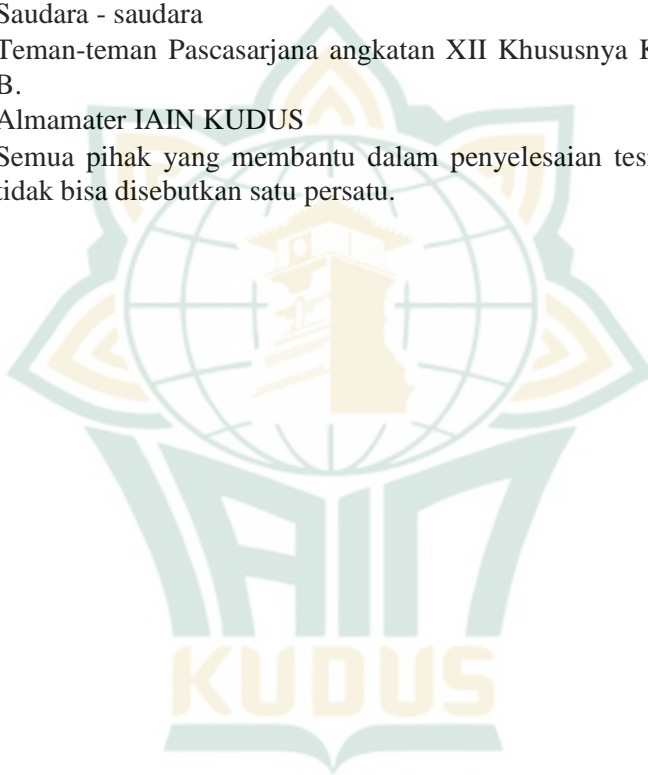 Saudara - saudara
Teman-teman Pascasarjana angkatan XII Khususnya
B.
Almamater IAIN KUDUS
Semua pihak yang membantu dalam penyelesaian
tidak bisa disebutkan satu persatu.
IAIN
KUDUS